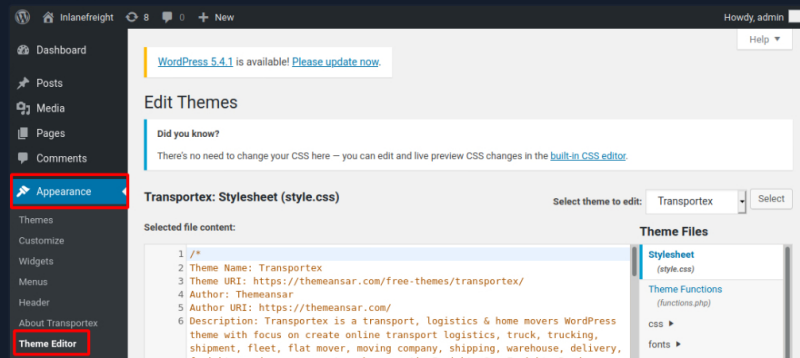 Inlanefreight 8 0 + New Howdy, admin
Help ▼
Dashboard
Posts
Media
Pages
Comments
Appearance
Themes
Customize
Widgets
Menus
Header
About Transportex
Theme Editor
WordPress 5.4.1 is available! Please update now.
Edit Themes
Did you know?
There's no need to change your CSS here — you can edit and live preview CSS changes in the built-in CSS editor.
Transportex: Stylesheet (style.css)
Select theme to edit: Transportex Select
Selected file content:
1 /*
2 Theme Name: Transportex
3 Theme URI: https://themeansar.com/free-themes/transportex/
4 Author: Themeansar
5 Author URI: https://themeansar.com/
6 Description: Transportex is a transport, logistics & home movers WordPress
theme with focus on create online transport logistics, truck, trucking,
shipment, fleet, flat mover, moving company, shipping, warehouse, delivery,
Theme Files
Stylesheet
(style.css)
Theme Functions
(functions.php)
css ▸
fonts ▸